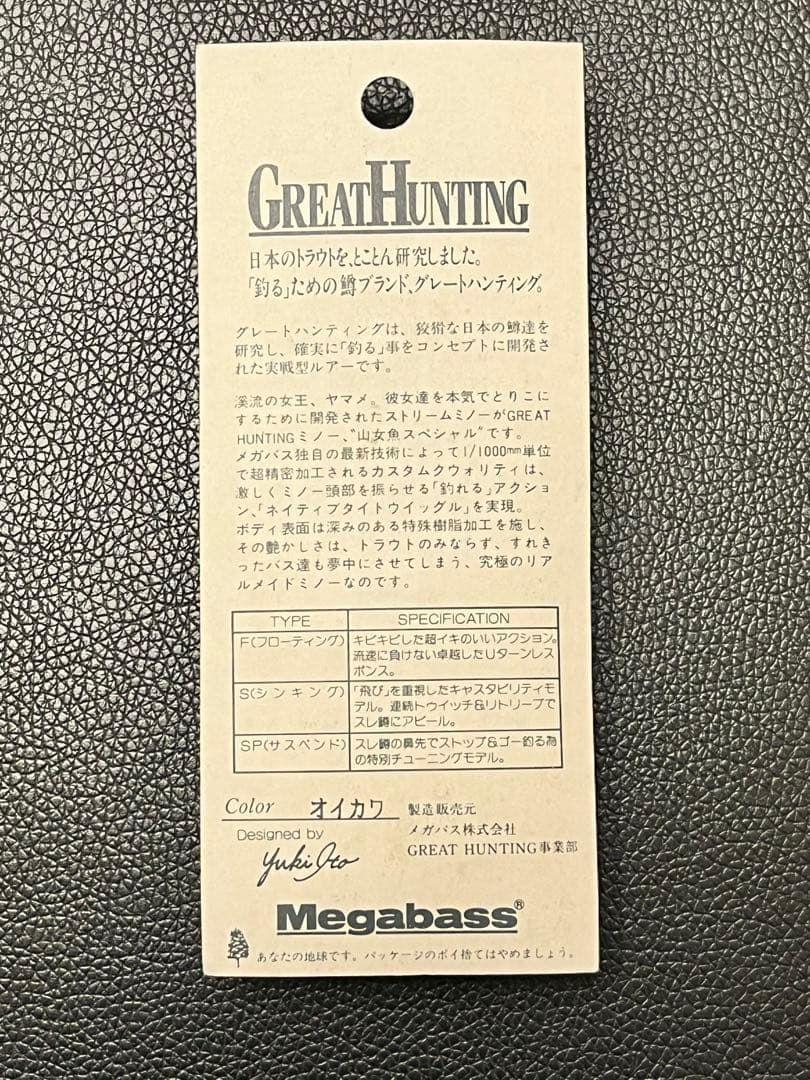 GREAT HUNTING
日本のトラウトを、とことん研究しました。
「釣る」ための鱒ブランド、グレートハンティング。
グレートハンティングは、狡猾な日本の鱒達を
研究し、確実に「釣る」事をコンセプトに開発さ
れた実戦型ルアーです。
渓流の女王、ヤマメ。彼女達を本気でとりこに
するために開発されたストリームミノーがGREAT
HUNTINGミノー、"山女魚スペシャル"です。
メガバス独自の最新技術によって1/1000mm単位
で超精密加工されるカスタムクウォリティは、
激しくミノー頭部を振らせる「釣れる」アクショ
ン、「ネイティブタイトウイッグル」を実現。
ボディ表面は深みのある特殊樹脂加工を施し、
その艶かしさは、トラウトのみならず、すれき
ったバス達も夢中にさせてしまう、究極のリア
ルメイドミノーなのです。
TYPE SPECIFICATION
F(フローティング) キビキビした超イキのいいアクション。
流速に負けない卓越したUターンレス
ポンス。
S(シンキング) 「飛び」を重視したキャスタビリティモ
デル。連続トゥイッチ&リトリーブで
スレ鱒にアピール。
SP(サスペンド) スレ鱒の鼻先でストップ&ゴー釣る為
の特別チューニングモデル。
Color オイカワ
製造販売元
メガバス株式会社
GREAT HUNTING事業部
Designed by
Yuki Ito
Megabass®
あなたの地球です。パッケージのポイ捨てはやめましょう。